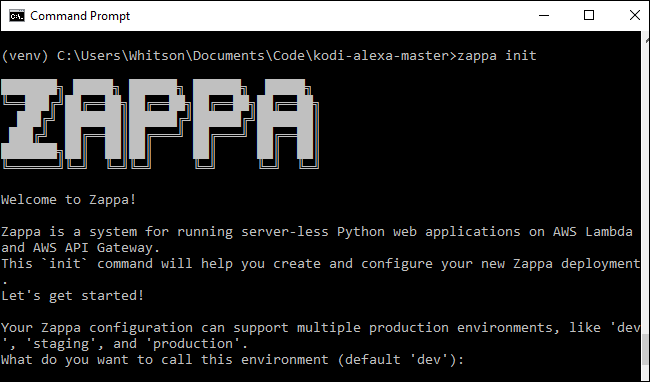 Command Prompt
(venv) C:\Users\Whitson\Documents\Code\kodi-alexa-master>zappa init
ZAPPA
Welcome to Zappa!
Zappa is a system for running server-less Python web applications on AWS Lambda
and AWS API Gateway.
This `init` command will help you create and configure your new Zappa deployment
.
Let's get started!
Your Zappa configuration can support multiple production environments, like 'dev
', 'staging', and 'production'.
What do you want to call this environment (default 'dev'):